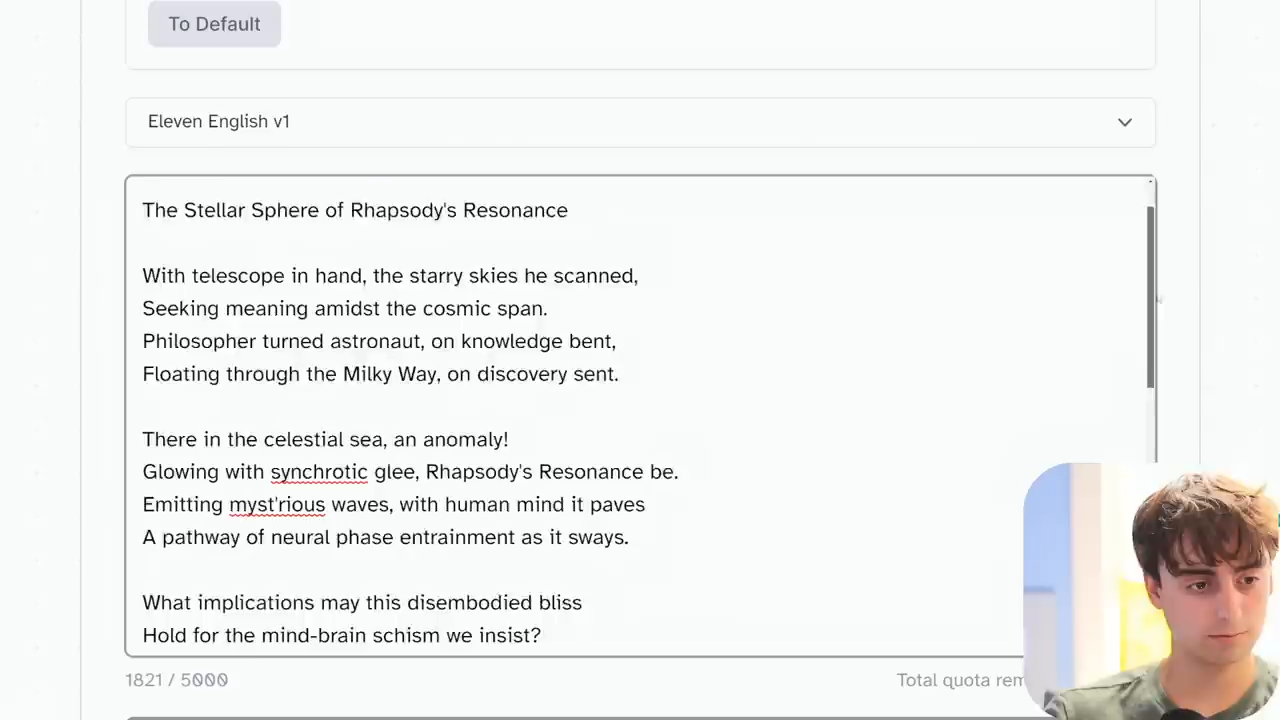 To Default
Eleven English v1
The Stellar Sphere of Rhapsody's Resonance
With telescope in hand, the starry skies he scanned,
Seeking meaning amidst the cosmic span.
Philosopher turned astronaut, on knowledge bent,
Floating through the Milky Way, on discovery sent.
There in the celestial sea, an anomaly!
Glowing with synchrotic glee, Rhapsody's Resonance be.
Emitting myst'rious waves, with human mind it paves
A pathway of neural phase entrainment as it sways.
What implications may this disembodied bliss
Hold for the mind-brain schism we insist?
1821 / 5000
Total quota